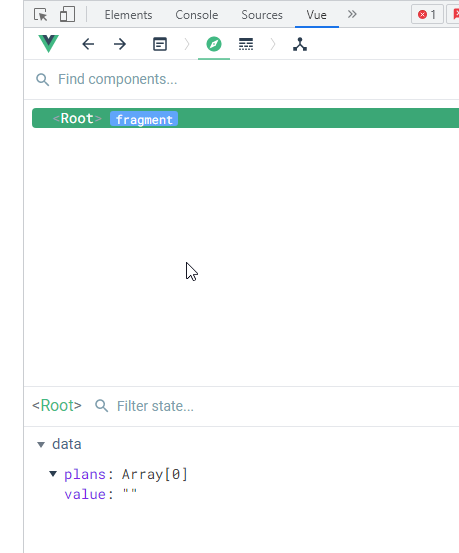 Elements Console Sources Vue » 1
Find components...
<Root> fragment
<Root> Filter state...
data
plans: Array[0]
value: ""